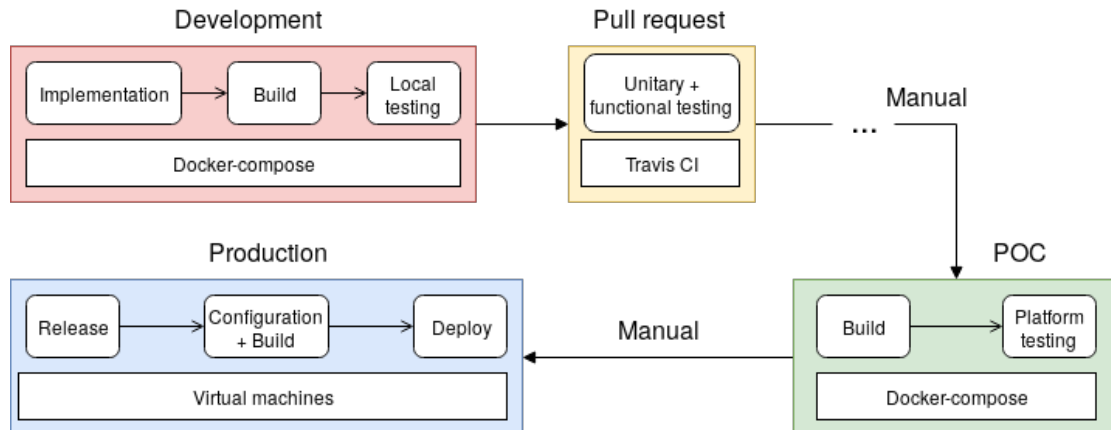 Development
Implementation
Build
Local
testing
Docker-compose
Pull request
Unitary +
functional testing
Travis CI
Manual
...
Production
Release
Configuration
+ Build
Deploy
Virtual machines
Manual
POC
Build
Platform
testing
Docker-compose